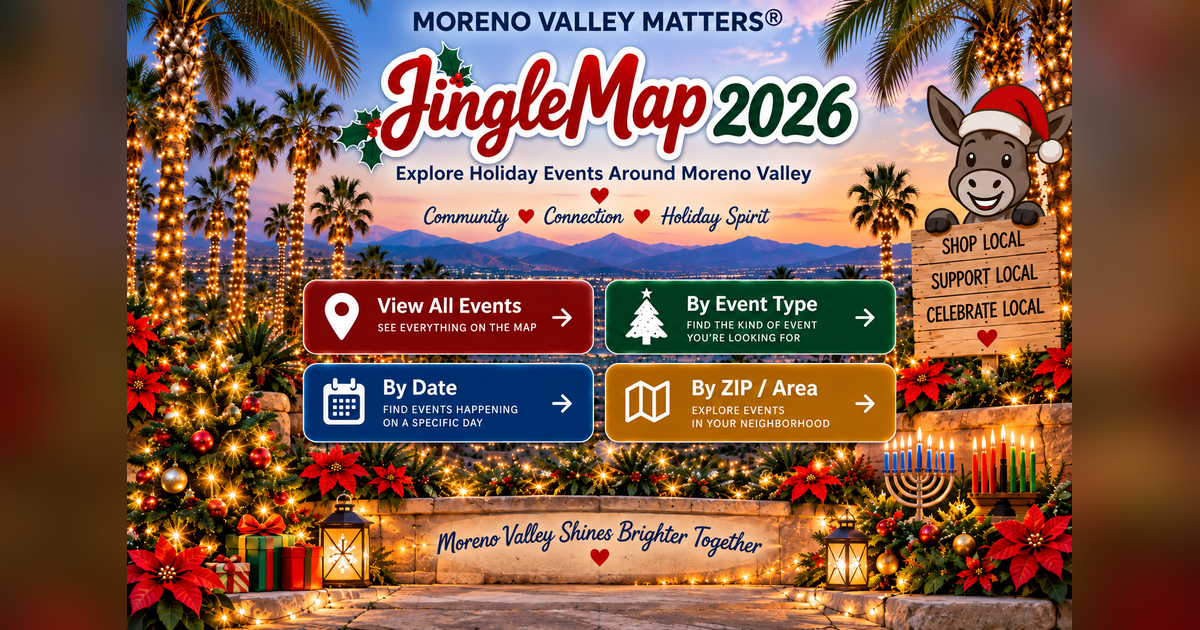 MORENO VALLEY MATTERS®
JingleMap 2026
Explore Holiday Events Around Moreno Valley
Community ♥ Connection ♥ Holiday Spirit
View All Events
SEE EVERYTHING ON THE MAP
By Event Type
FIND THE KIND OF EVENT
YOU'RE LOOKING FOR
By Date
FIND EVENTS HAPPENING
ON A SPECIFIC DAY
By ZIP / Area
EXPLORE EVENTS
IN YOUR NEIGHBORHOOD
SHOP LOCAL
SUPPORT LOCAL
CELEBRATE LOCAL
Moreno Valley Shines Brighter Together